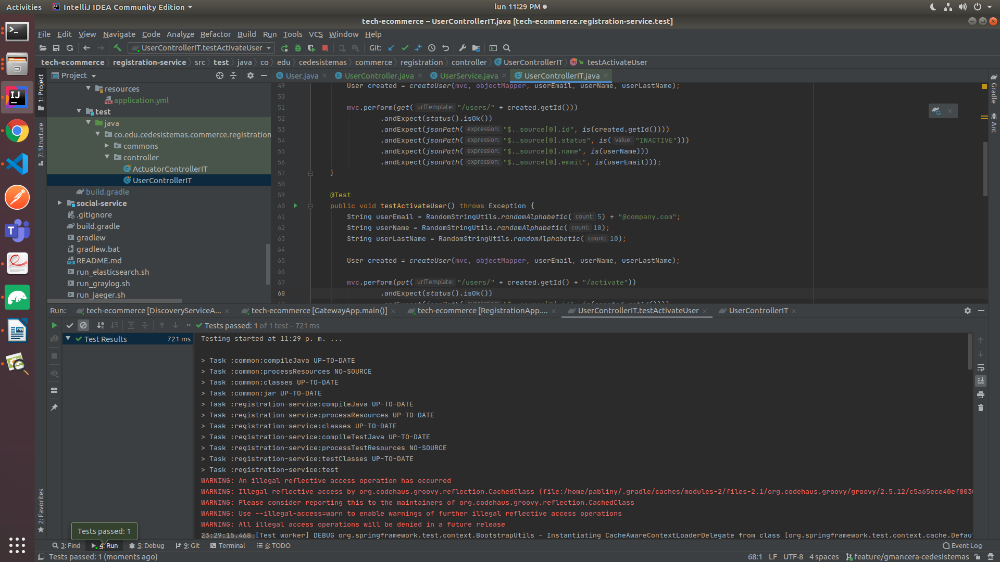 Activities IntelliJ IDEA Community Edition lun 11:29 PM
tech-ecommerce – UserControllerIT.java [tech-ecommerce.registration-service.test]
File Edit View Navigate Code Analyze Refactor Build Run Tools VCS Window Help
UserControllerIT.testActivateUser Git:
tech-ecommerce registration-service src test java co edu cedesistemas commerce registration controller UserControllerIT testActivateUser
Project
User.java UserController.java UserService.java UserControllerIT.java
1: Project
7: Structure
2: Favorites
Gradle
Ant
resources
application.yml
test
java
co.edu.cedesistemas.commerce.registration
commons
controller
ActuatorControllerIT
UserControllerIT
build.gradle
social-service
.gitignore
build.gradle
gradlew
gradlew.bat
README.md
run_elasticsearch.sh
run_graylog.sh
run_jaeger.sh
49 User created = createUser(mvc, objectMapper, userEmail, userName, userLastName);
50
51 mvc.perform(get( urlTemplate: "/users/" + created.getId()))
52 .andExpect(status().isOk())
53 .andExpect(jsonPath( expression: "$._source[0].id", is(created.getId())))
54 .andExpect(jsonPath( expression: "$._source[0].status", is( value: "INACTIVE")))
55 .andExpect(jsonPath( expression: "$._source[0].name", is(userName)))
56 .andExpect(jsonPath( expression: "$._source[0].email", is(userEmail)));
57 }
58
59 @Test
60 public void testActivateUser() throws Exception {
61 String userEmail = RandomStringUtils.randomAlphabetic( count: 5) + "@company.com";
62 String userName = RandomStringUtils.randomAlphabetic( count: 10);
63 String userLastName = RandomStringUtils.randomAlphabetic( count: 10);
64
65 User created = createUser(mvc, objectMapper, userEmail, userName, userLastName);
66
67 mvc.perform(put( urlTemplate: "/users/" + created.getId() + "/activate"))
68 .andExpect(status().isOk())
Run: tech-ecommerce [DiscoveryServiceA... tech-ecommerce [GatewayApp.main()] tech-ecommerce [RegistrationApp.... UserControllerIT.testActivateUser UserControllerIT
Tests passed: 1 of 1 test – 721 ms
Test Results 721 ms
Testing started at 11:29 p. m. ...
> Task :common:compileJava UP-TO-DATE
> Task :common:processResources NO-SOURCE
> Task :common:classes UP-TO-DATE
> Task :common:jar UP-TO-DATE
> Task :registration-service:compileJava UP-TO-DATE
> Task :registration-service:processResources UP-TO-DATE
> Task :registration-service:classes UP-TO-DATE
> Task :registration-service:compileTestJava UP-TO-DATE
> Task :registration-service:processTestResources NO-SOURCE
> Task :registration-service:testClasses UP-TO-DATE
> Task :registration-service:test
WARNING: An illegal reflective access operation has occurred
WARNING: Illegal reflective access by org.codehaus.groovy.reflection.CachedClass (file:/home/pabliny/.gradle/caches/modules-2/files-2.1/org.codehaus.groovy/groovy/2.5.12/c5a65ece40ef003
WARNING: Please consider reporting this to the maintainers of org.codehaus.groovy.reflection.CachedClass
WARNING: Use --illegal-access=warn to enable warnings of further illegal reflective access operations
WARNING: All illegal access operations will be denied in a future release
23:29:15.468 [Test worker] DEBUG org.springframework.test.context.BootstrapUtils - Instantiating CacheAwareContextLoaderDelegate from class [org.springframework.test.context.cache.Defau
Tests passed: 1
3: Find 4: Run 5: Debug 9: Git Terminal 6: TODO Event Log
Tests passed: 1 (moments ago) 68:1 LF UTF-8 4 spaces feature/gmancera-cedesistemas